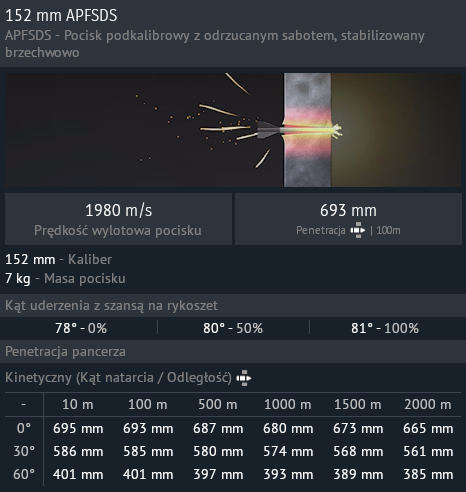 152 mm APFSDS
APFSDS - Pocisk podkalibrowy z odrzucanym sabotem, stabilizowany
brzechwowo
1980 m/s
Prędkość wylotowa pocisku
693 mm
Penetracja | 100m
152 mm - Kaliber
7 kg - Masa pocisku
Kąt uderzenia z szansą na rykoszet
78° - 0% 80° - 50% 81° - 100%
Penetracja pancerza
Kinetyczny (Kąt natarcia / Odległość)
- 10 m 100 m 500 m 1000 m 1500 m 2000 m
0° 695 mm 693 mm 687 mm 680 mm 673 mm 665 mm
30° 586 mm 585 mm 580 mm 574 mm 568 mm 561 mm
60° 401 mm 401 mm 397 mm 393 mm 389 mm 385 mm